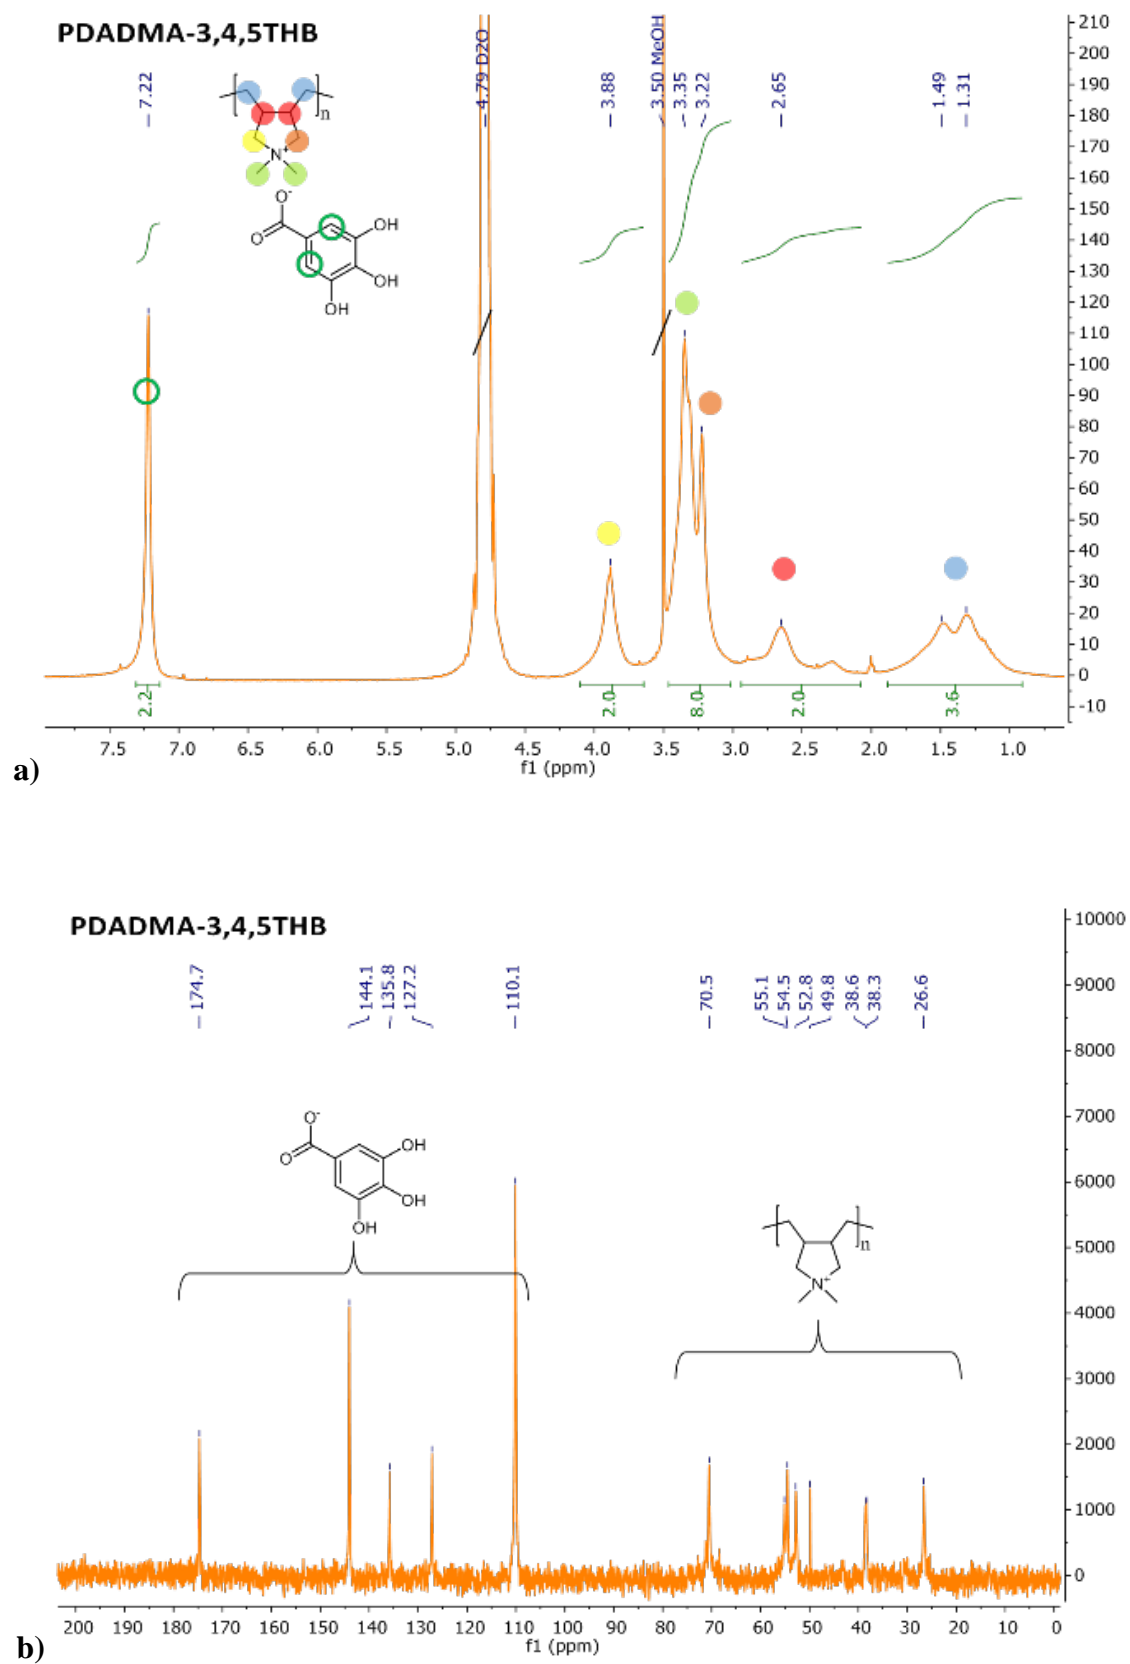 PDADMA-3,4,5THB
7.22
4.79 D2O
3.88
3.50 MeOH
3.35
3.22
2.65
1.49
1.31
n
N+
O-
O
OH
OH
OH
210
200
190
180
170
160
150
140
130
120
110
100
90
80
70
60
50
40
30
20
10
0
-10
2.2
2.0
8.0
2.0
3.6
7.5 7.0 6.5 6.0 5.5 5.0 4.5 4.0 3.5 3.0 2.5 2.0 1.5 1.0
f1 (ppm)
a)
PDADMA-3,4,5THB
174.7
144.1
135.8
127.2
110.1
70.5
55.1
54.5
52.8
49.8
38.6
38.3
26.6
O-
O
OH
OH
OH
n
N+
10000
9000
8000
7000
6000
5000
4000
3000
2000
1000
0
200 190 180 170 160 150 140 130 120 110 100 90 80 70 60 50 40 30 20 10 0
f1 (ppm)
b)